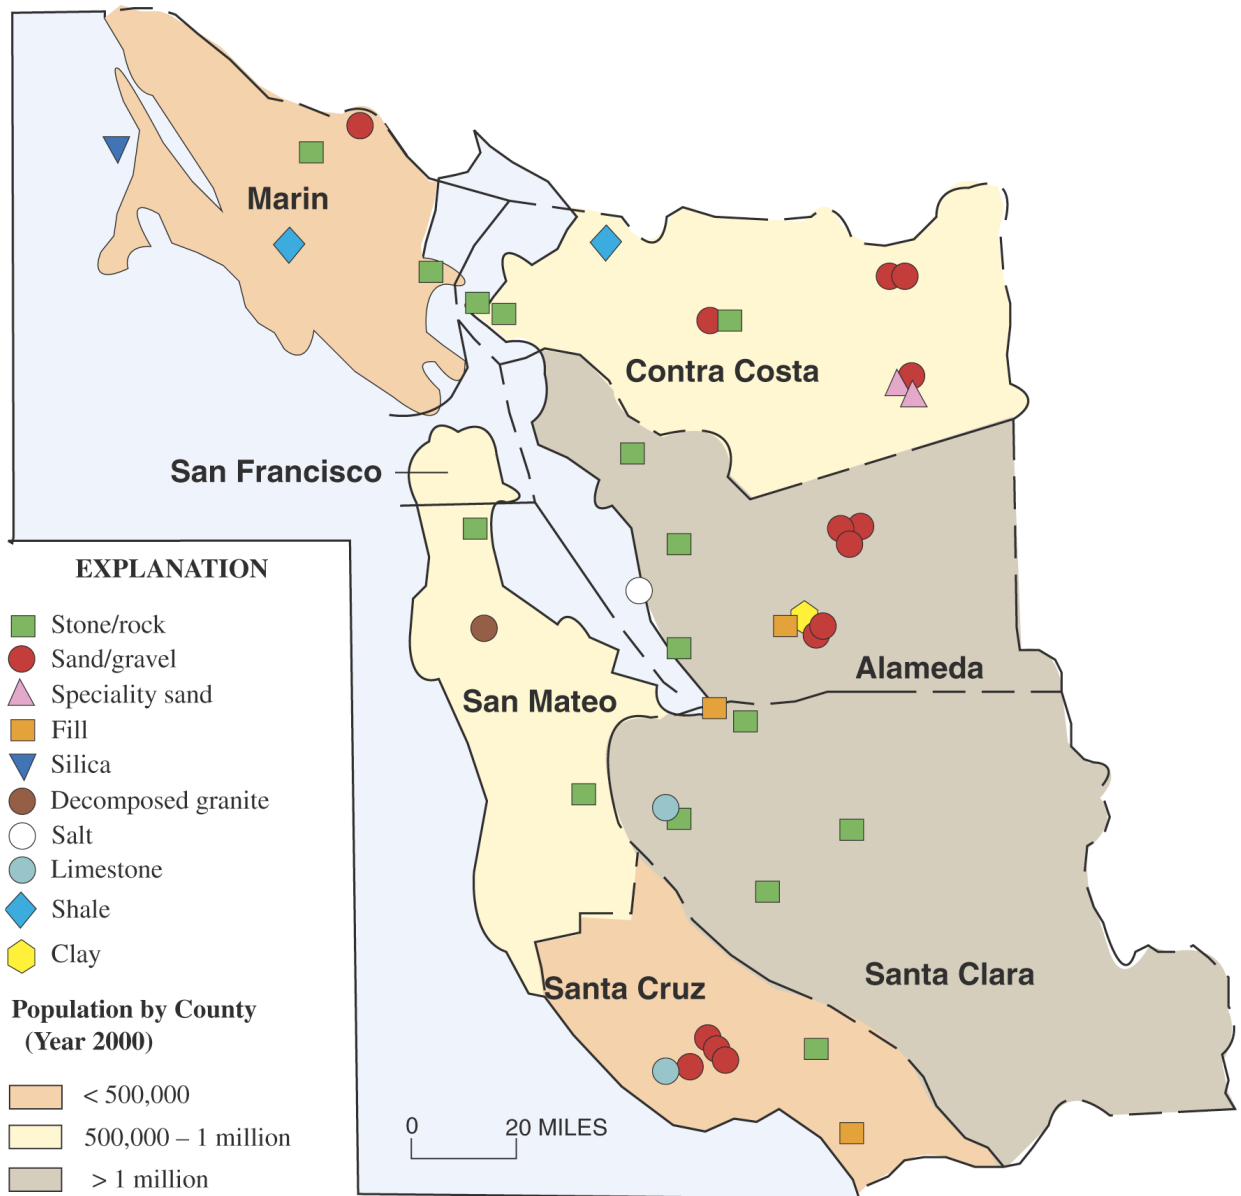 Marin
Contra Costa
San Francisco
Alameda
San Mateo
Santa Clara
Santa Cruz
EXPLANATION
Stone/rock
Sand/gravel
Speciality sand
Fill
Silica
Decomposed granite
Salt
Limestone
Shale
Clay
Population by County
(Year 2000)
< 500,000
500,000 – 1 million
> 1 million
0 20 MILES